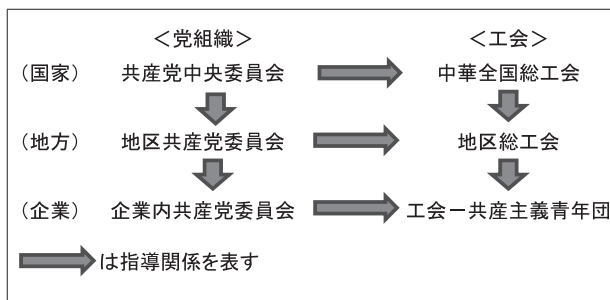 <党組織> <工会>
(国家) 共産党中央委員会 中華全国総工会
(地方) 地区共産党委員会 地区総工会
(企業) 企業内共産党委員会 工会ー共産主義青年団
は指導関係を表す